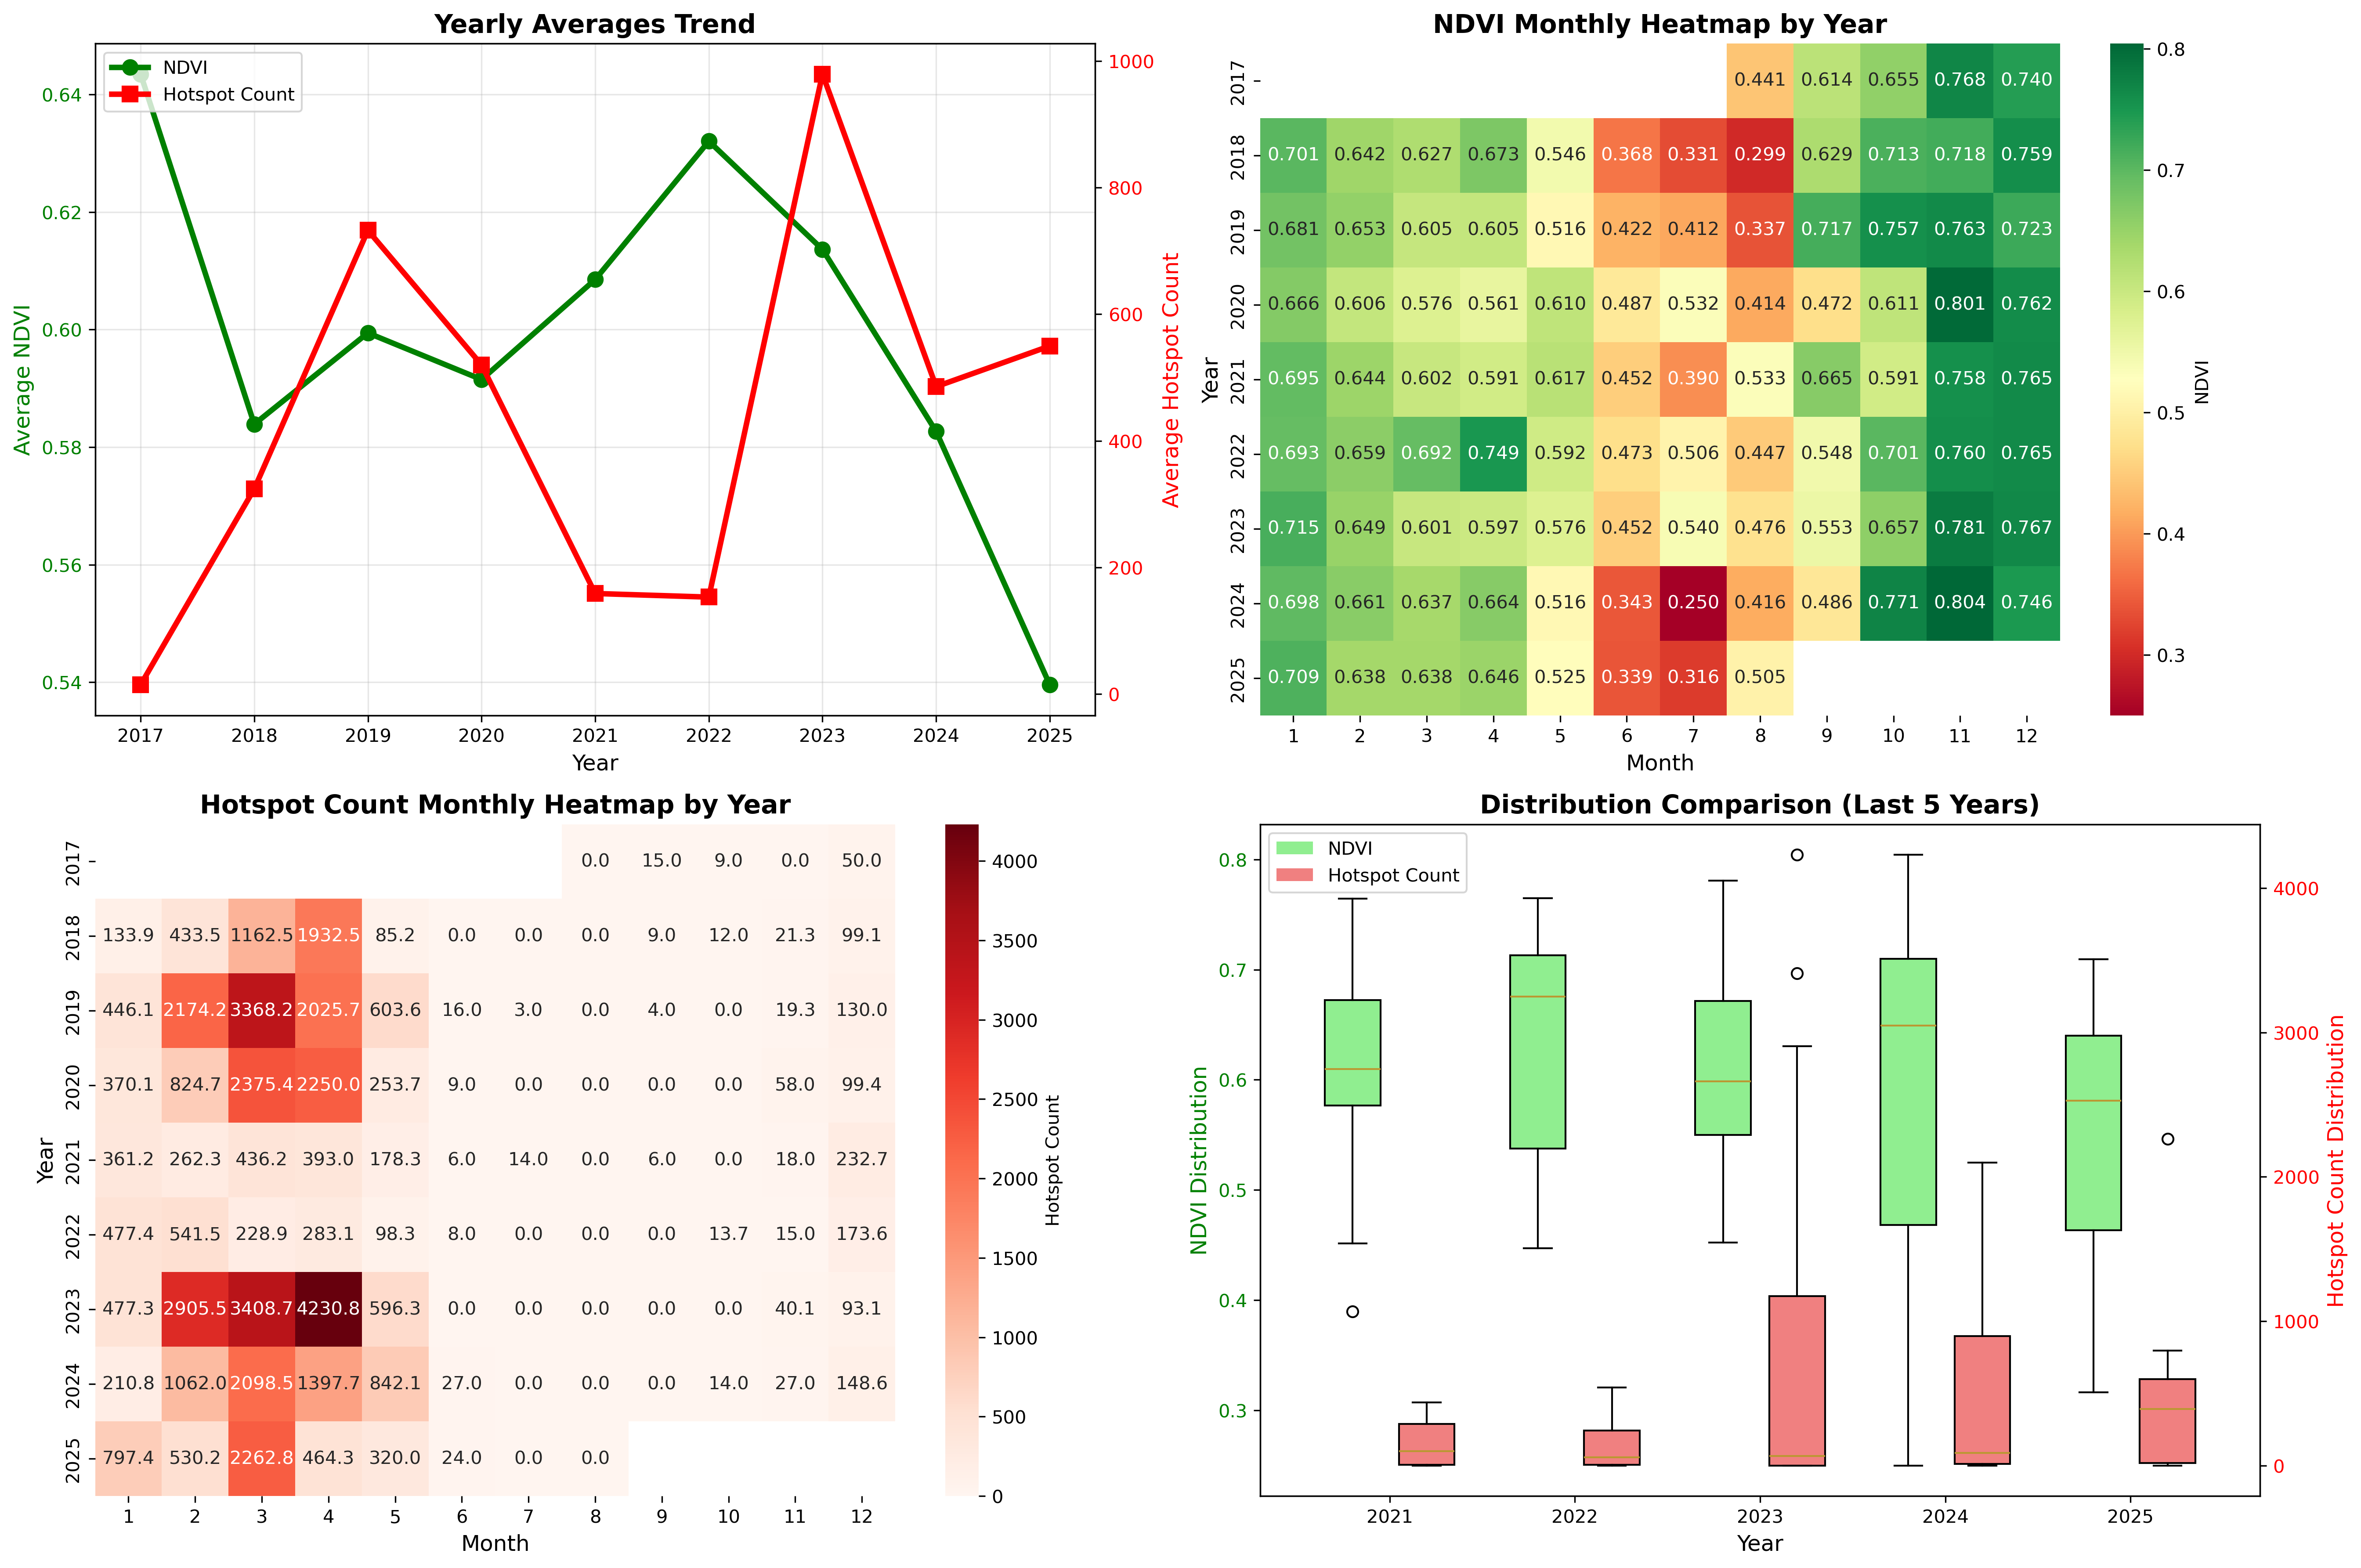 Yearly Averages Trend
NDVI
Hotspot Count
0.64
0.62
0.60
0.58
0.56
0.54
Average NDVI
1000
800
600
400
200
0
Average Hotspot Count
2017 2018 2019 2020 2021 2022 2023 2024 2025
Year
NDVI Monthly Heatmap by Year
2017 0.441 0.614 0.655 0.768 0.740
2018 0.701 0.642 0.627 0.673 0.546 0.368 0.331 0.299 0.629 0.713 0.718 0.759
2019 0.681 0.653 0.605 0.605 0.516 0.422 0.412 0.337 0.717 0.757 0.763 0.723
2020 0.666 0.606 0.576 0.561 0.610 0.487 0.532 0.414 0.472 0.611 0.801 0.762
2021 0.695 0.644 0.602 0.591 0.617 0.452 0.390 0.533 0.665 0.591 0.758 0.765
2022 0.693 0.659 0.692 0.749 0.592 0.473 0.506 0.447 0.548 0.701 0.760 0.765
2023 0.715 0.649 0.601 0.597 0.576 0.452 0.540 0.476 0.553 0.657 0.781 0.767
2024 0.698 0.661 0.637 0.664 0.516 0.343 0.250 0.416 0.486 0.771 0.804 0.746
2025 0.709 0.638 0.638 0.646 0.525 0.339 0.316 0.505
Year
1 2 3 4 5 6 7 8 9 10 11 12
Month
0.8
0.7
0.6
0.5
0.4
0.3
NDVI
Hotspot Count Monthly Heatmap by Year
2017 0.0 15.0 9.0 0.0 50.0
2018 133.9 433.5 1162.5 1932.5 85.2 0.0 0.0 0.0 9.0 12.0 21.3 99.1
2019 446.1 2174.2 3368.2 2025.7 603.6 16.0 3.0 0.0 4.0 0.0 19.3 130.0
2020 370.1 824.7 2375.4 2250.0 253.7 9.0 0.0 0.0 0.0 0.0 58.0 99.4
2021 361.2 262.3 436.2 393.0 178.3 6.0 14.0 0.0 6.0 0.0 18.0 232.7
2022 477.4 541.5 228.9 283.1 98.3 8.0 0.0 0.0 0.0 13.7 15.0 173.6
2023 477.3 2905.5 3408.7 4230.8 596.3 0.0 0.0 0.0 0.0 0.0 40.1 93.1
2024 210.8 1062.0 2098.5 1397.7 842.1 27.0 0.0 0.0 0.0 14.0 27.0 148.6
2025 797.4 530.2 2262.8 464.3 320.0 24.0 0.0 0.0
Year
1 2 3 4 5 6 7 8 9 10 11 12
Month
4000
3500
3000
2500
2000
1500
1000
500
0
Hotspot Count
Distribution Comparison (Last 5 Years)
NDVI
Hotspot Count
0.8
0.7
0.6
0.5
0.4
0.3
NDVI Distribution
4000
3000
2000
1000
0
Hotspot Count Distribution
2021 2022 2023 2024 2025
Year